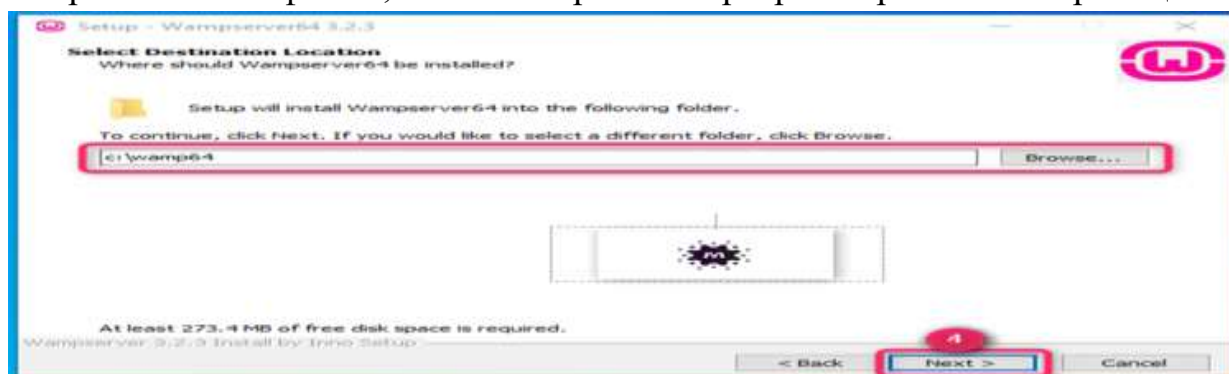 Setup - Wampserver64 3.2.3
Select Destination Location
Where should Wampserver64 be installed?
Setup will install Wampserver64 into the following folder.
To continue, click Next. If you would like to select a different folder, click Browse.
c:\wamp64
Browse...
m
At least 273.4 MB of free disk space is required.
Wampserver 3.2.3 Install by Inno Setup
4
< Back
Next >
Cancel